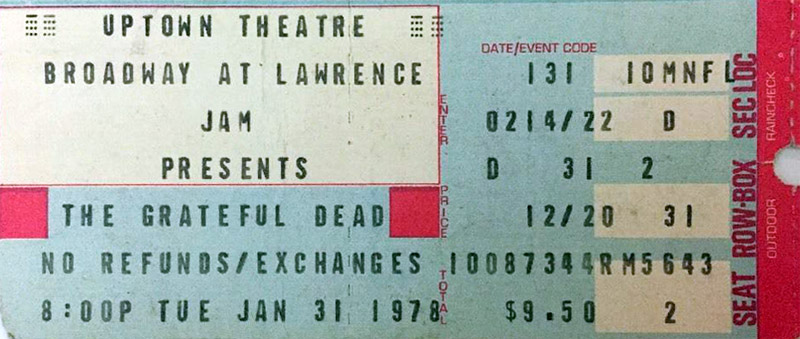 UPTOWN THEATRE
BROADWAY AT LAWRENCE
JAM
PRESENTS
THE GRATEFUL DEAD
NO REFUNDS/EXCHANGES
8:00P TUE JAN 31 1978
ENTER PRICE TOTAL
DATE/EVENT CODE
131 10MNFL
0214/22 D
D 31 2
12/20 31
10087344R M5643
$9.50 2
SEAT ROW-BOX SEC LOC
OUTDOOR RAINCHECK